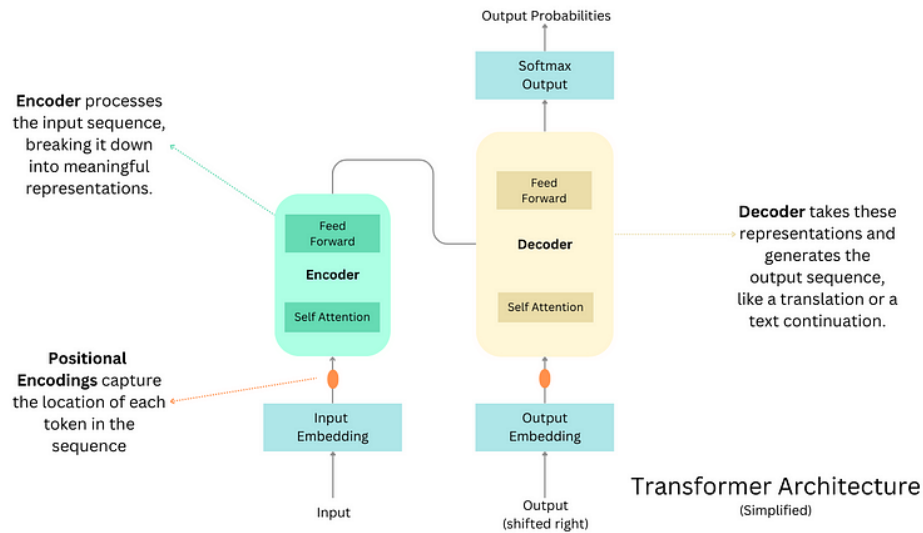 Output Probabilities
Softmax
Output
Encoder processes
the input sequence,
breaking it down
into meaningful
representations.
Feed
Forward
Encoder
Self Attention
Feed
Forward
Decoder
Self Attention
Decoder takes these
representations and
generates the
output sequence,
like a translation or a
text continuation.
Positional
Encodings capture
the location of each
token in the
sequence
Input
Embedding
Output
Embedding
Input
Output
(shifted right)
Transformer Architecture
(Simplified)